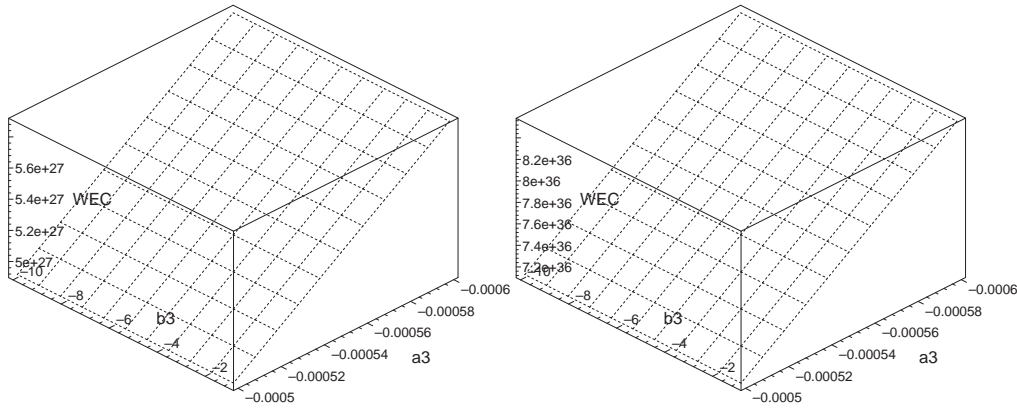 5.6e+27
5.4e+27
WEC
5.2e+27
5e+27
−10
−8
−6
b3
−4
−2
−0.0006
−0.00058
−0.00056
−0.00054
a3
−0.00052
−0.0005
8.2e+36
8e+36
7.8e+36
WEC
7.6e+36
7.4e+36
7.2e+36
−10
−8
−6
b3
−4
−2
−0.0006
−0.00058
−0.00056
−0.00054
a3
−0.00052
−0.0005